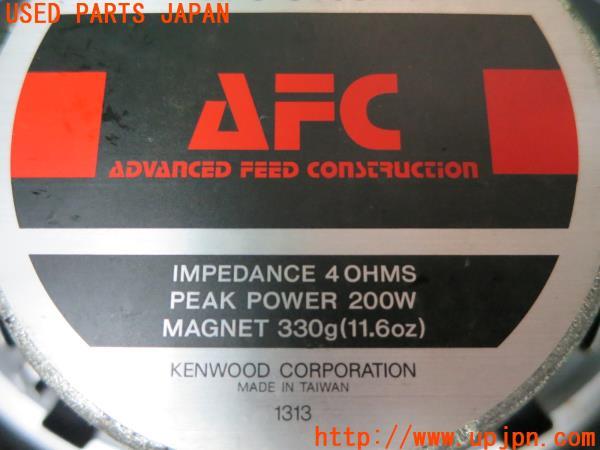 USED PARTS JAPAN
AFC
ADVANCED FEED CONSTRUCTION
IMPEDANCE 4 OHMS
PEAK POWER 200W
MAGNET 330g(11.6oz)
KENWOOD CORPORATION
MADE IN TAIWAN
1313
http://www.upjpn.com